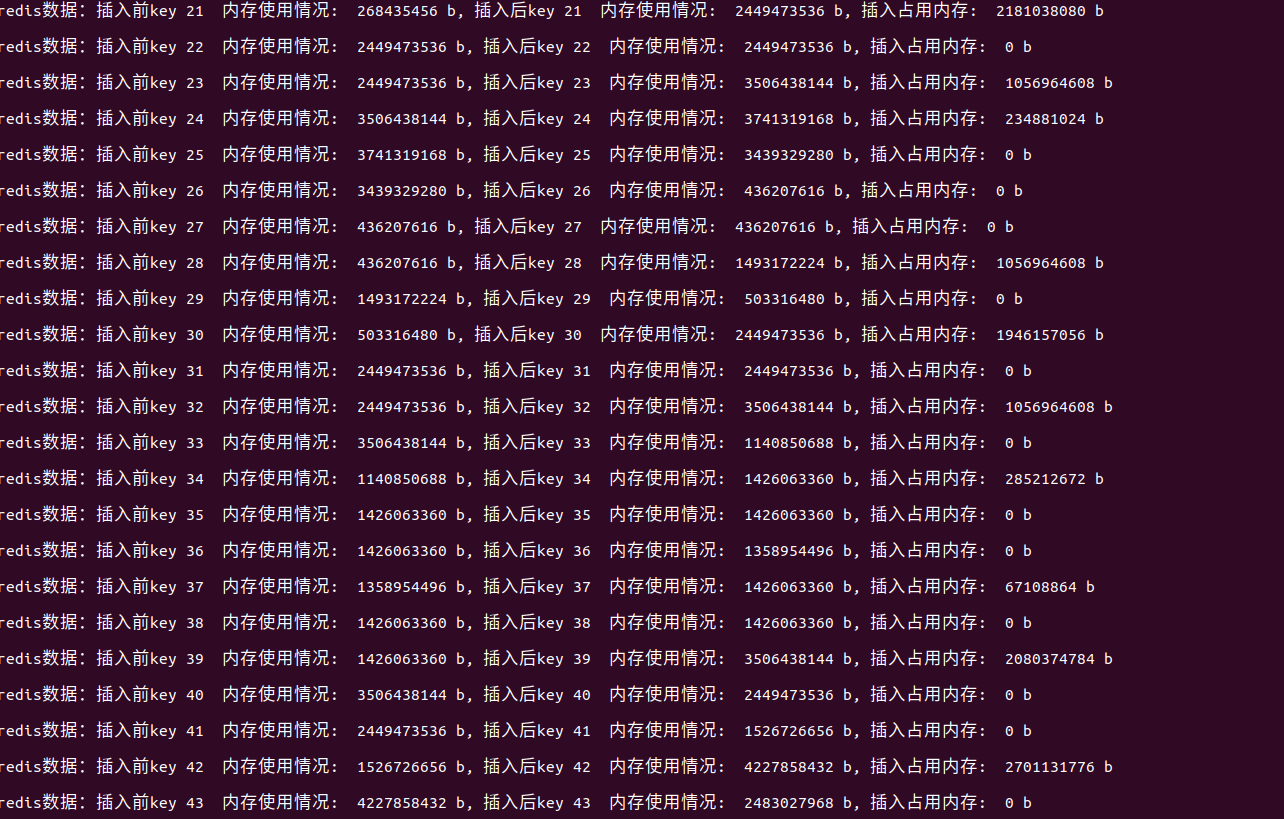 redis数据: 插入前key 21  内存使用情况:  268435456 b, 插入后key 21  内存使用情况:  2449473536 b, 插入占用内存:  2181038080 b
redis数据: 插入前key 22  内存使用情况:  2449473536 b, 插入后key 22  内存使用情况:  2449473536 b, 插入占用内存:  0 b
redis数据: 插入前key 23  内存使用情况:  2449473536 b, 插入后key 23  内存使用情况:  3506438144 b, 插入占用内存:  1056964608 b
redis数据: 插入前key 24  内存使用情况:  3506438144 b, 插入后key 24  内存使用情况:  3741319168 b, 插入占用内存:  234881024 b
redis数据: 插入前key 25  内存使用情况:  3741319168 b, 插入后key 25  内存使用情况:  3439329280 b, 插入占用内存:  0 b
redis数据: 插入前key 26  内存使用情况:  3439329280 b, 插入后key 26  内存使用情况:  436207616 b, 插入占用内存:  0 b
redis数据: 插入前key 27  内存使用情况:  436207616 b, 插入后key 27  内存使用情况:  436207616 b, 插入占用内存:  0 b
redis数据: 插入前key 28  内存使用情况:  436207616 b, 插入后key 28  内存使用情况:  1493172224 b, 插入占用内存:  1056964608 b
redis数据: 插入前key 29  内存使用情况:  1493172224 b, 插入后key 29  内存使用情况:  503316480 b, 插入占用内存:  0 b
redis数据: 插入前key 30  内存使用情况:  503316480 b, 插入后key 30  内存使用情况:  2449473536 b, 插入占用内存:  1946157056 b
redis数据: 插入前key 31  内存使用情况:  2449473536 b, 插入后key 31  内存使用情况:  2449473536 b, 插入占用内存:  0 b
redis数据: 插入前key 32  内存使用情况:  2449473536 b, 插入后key 32  内存使用情况:  3506438144 b, 插入占用内存:  1056964608 b
redis数据: 插入前key 33  内存使用情况:  3506438144 b, 插入后key 33  内存使用情况:  1140850688 b, 插入占用内存:  0 b
redis数据: 插入前key 34  内存使用情况:  1140850688 b, 插入后key 34  内存使用情况:  1426063360 b, 插入占用内存:  285212672 b
redis数据: 插入前key 35  内存使用情况:  1426063360 b, 插入后key 35  内存使用情况:  1426063360 b, 插入占用内存:  0 b
redis数据: 插入前key 36  内存使用情况:  1426063360 b, 插入后key 36  内存使用情况:  1358954496 b, 插入占用内存:  0 b
redis数据: 插入前key 37  内存使用情况:  1358954496 b, 插入后key 37  内存使用情况:  1426063360 b, 插入占用内存:  67108864 b
redis数据: 插入前key 38  内存使用情况:  1426063360 b, 插入后key 38  内存使用情况:  1426063360 b, 插入占用内存:  0 b
redis数据: 插入前key 39  内存使用情况:  1426063360 b, 插入后key 39  内存使用情况:  3506438144 b, 插入占用内存:  2080374784 b
redis数据: 插入前key 40  内存使用情况:  3506438144 b, 插入后key 40  内存使用情况:  2449473536 b, 插入占用内存:  0 b
redis数据: 插入前key 41  内存使用情况:  2449473536 b, 插入后key 41  内存使用情况:  1526726656 b, 插入占用内存:  0 b
redis数据: 插入前key 42  内存使用情况:  1526726656 b, 插入后key 42  内存使用情况:  4227858432 b, 插入占用内存:  2701131776 b
redis数据: 插入前key 43  内存使用情况:  4227858432 b, 插入后key 43  内存使用情况:  2483027968 b, 插入占用内存:  0 b